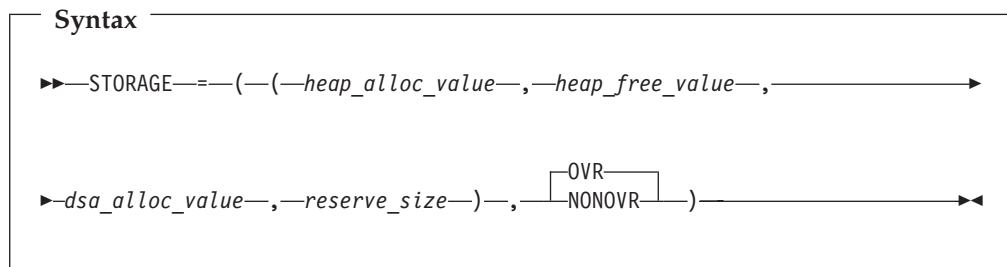 Syntax
STORAGE = ( ( heap_alloc_value , heap_free_value ,
OVR
dsa_alloc_value , reserve_size ) , NONOVR )